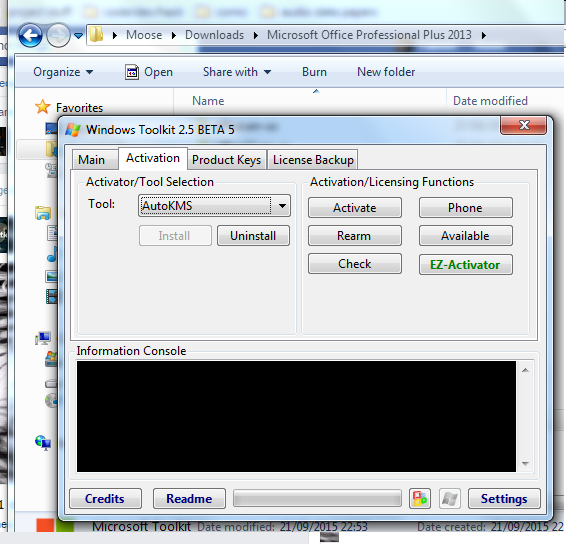 Moose Downloads Microsoft Office Professional Plus 2013
Organize Open Share with Burn New folder
Favorites
Name Date modified
Windows Toolkit 2.5 BETA 5
Main Activation Product Keys License Backup
Activator/Tool Selection
Tool: AutoKMS
Install Uninstall
Activation/Licensing Functions
Activate Phone
Rearm Available
Check EZ-Activator
Information Console
Credits Readme Settings
Microsoft Toolkit Date modified: 21/09/2015 22:53 Date created: 21/09/2015 22: